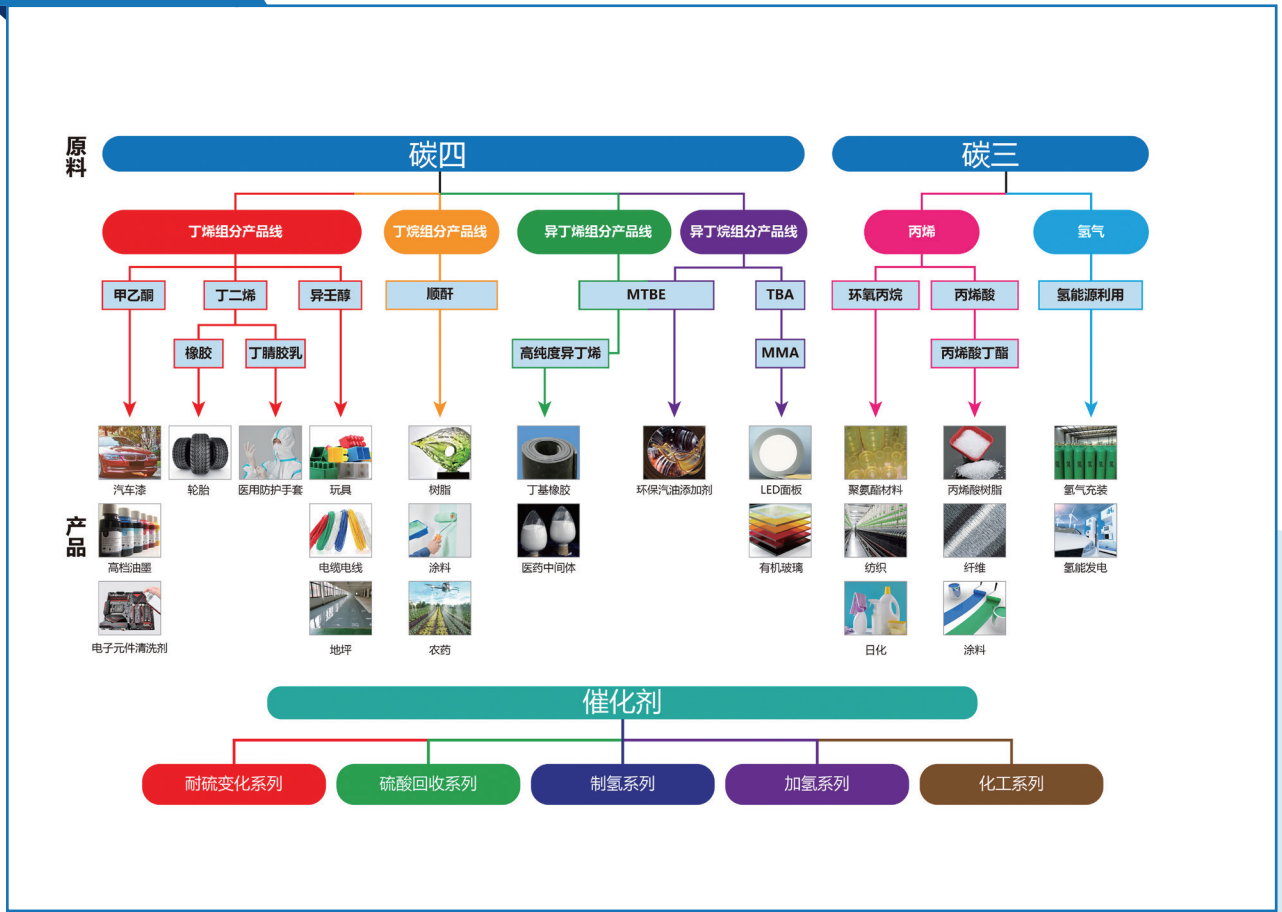 原料
碳四
碳三
丁烯组分产品线
丁烷组分产品线
异丁烯组分产品线
异丁烷组分产品线
丙烯
氢气
甲乙酮
丁二烯
异壬醇
顺酐
MTBE
TBA
环氧丙烷
丙烯酸
氢能源利用
橡胶
丁腈胶乳
高纯度异丁烯
MMA
丙烯酸丁酯
产品
汽车漆
轮胎
医用防护手套
玩具
树脂
丁基橡胶
环保汽油添加剂
LED面板
聚氨酯材料
丙烯酸树脂
氢气充装
高档油墨
电缆电线
涂料
医药中间体
有机玻璃
纺织
纤维
氢能发电
电子元件清洗剂
地坪
农药
日化
涂料
催化剂
耐硫变化系列
硫酸回收系列
制氢系列
加氢系列
化工系列